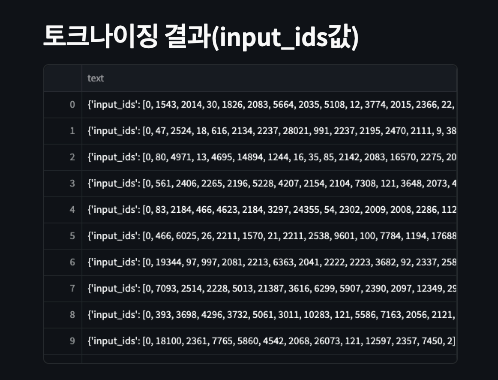 토크나이징 결과(input_ids값)
text
0 {'input_ids': [0, 1543, 2014, 30, 1826, 2083, 5664, 2035, 5108, 12, 3774, 2015, 2366, 22,
1 {'input_ids': [0, 47, 2524, 18, 616, 2134, 2237, 28021, 991, 2237, 2195, 2470, 2111, 9, 38
2 {'input_ids': [0, 80, 4971, 13, 4695, 14894, 1244, 16, 35, 85, 2142, 2083, 16570, 2275, 20
3 {'input_ids': [0, 561, 2406, 2265, 2196, 5228, 4207, 2154, 2104, 7308, 121, 3648, 2073, 4
4 {'input_ids': [0, 83, 2184, 466, 4623, 2184, 3297, 24355, 54, 2302, 2009, 2008, 2286, 112
5 {'input_ids': [0, 466, 6025, 26, 2211, 1570, 21, 2211, 2538, 9601, 100, 7784, 1194, 17688
6 {'input_ids': [0, 19344, 97, 997, 2081, 2213, 6363, 2041, 2222, 2223, 3682, 92, 2337, 258
7 {'input_ids': [0, 7093, 2514, 2228, 5013, 21387, 3616, 6299, 5907, 2390, 2097, 12349, 29
8 {'input_ids': [0, 393, 3698, 4296, 3732, 5061, 3011, 10283, 121, 5586, 7163, 2056, 2121,
9 {'input_ids': [0, 18100, 2361, 7765, 5860, 4542, 2068, 26073, 121, 12597, 2357, 7450, 2]